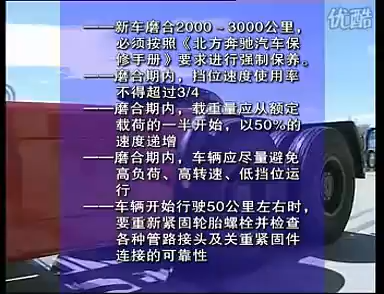 优酷
——新车磨合2000～3000公里，
必须按照《北方奔驰汽车保
修手册》要求进行强制保养。
——磨合期内，挡位速度使用率
不得超过3/4
——磨合期内，载重量应从额定
载荷的一半开始，以50%的
速度递增
——磨合期内，车辆应尽量避免
高负荷、高转速、低挡位运
行
——车辆开始行驶50公里左右时，
要重新紧固轮胎螺栓并检查
各种管路接头及关重紧固件
连接的可靠性